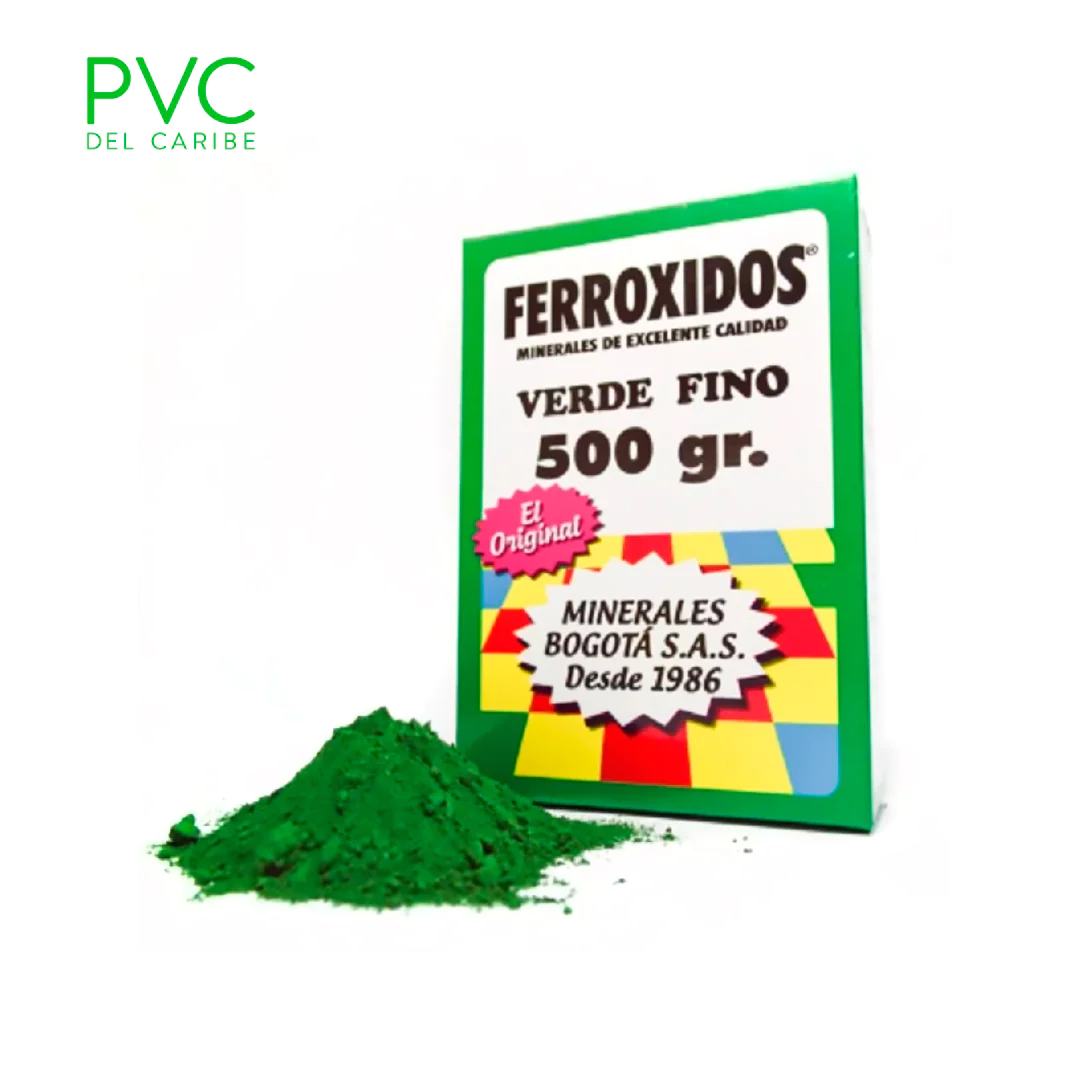 PVC
DEL CARIBE
FERROXIDOS®
MINERALES DE EXCELENTE CALIDAD
VERDE FINO
500 gr.
El
Original
MINERALES
BOGOTÁ S.A.S.
Desde 1986